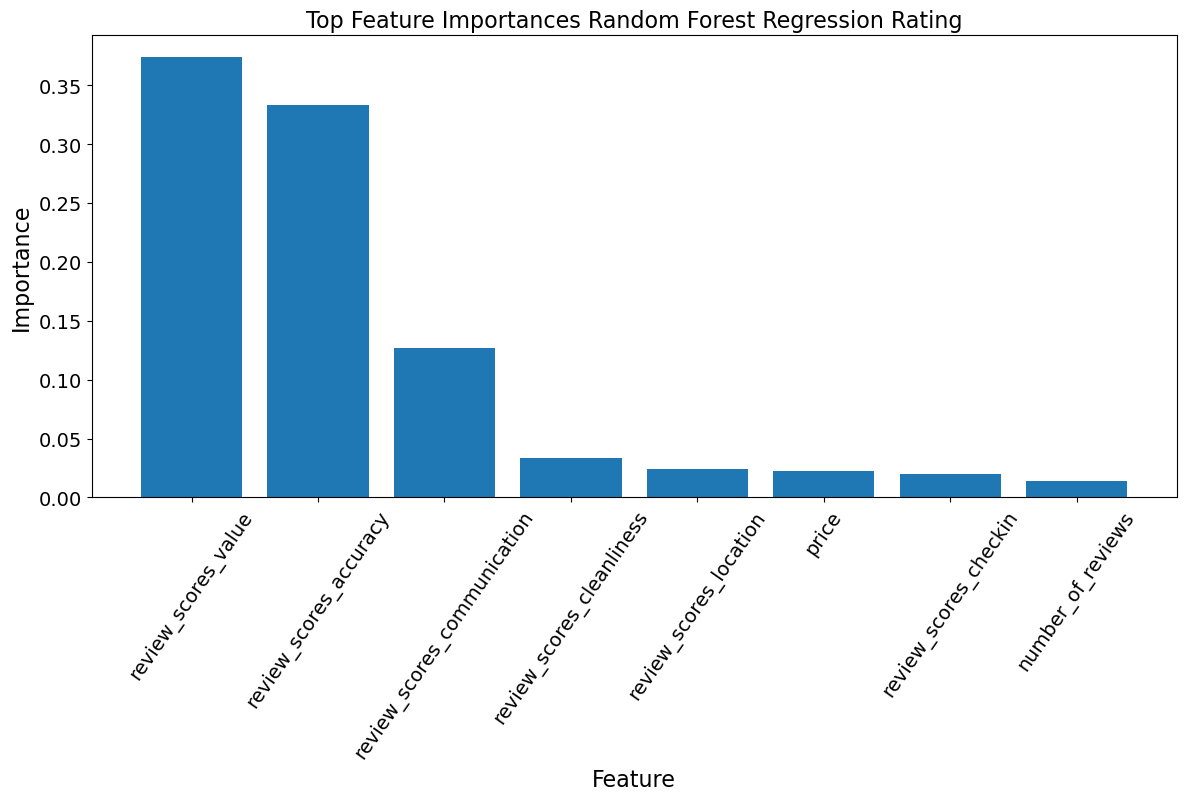 Top Feature Importances Random Forest Regression Rating
Importance
0.35
0.30
0.25
0.20
0.15
0.10
0.05
0.00
review_scores_value
review_scores_accuracy
review_scores_communication
review_scores_cleanliness
review_scores_location
price
review_scores_checkin
number_of_reviews
Feature